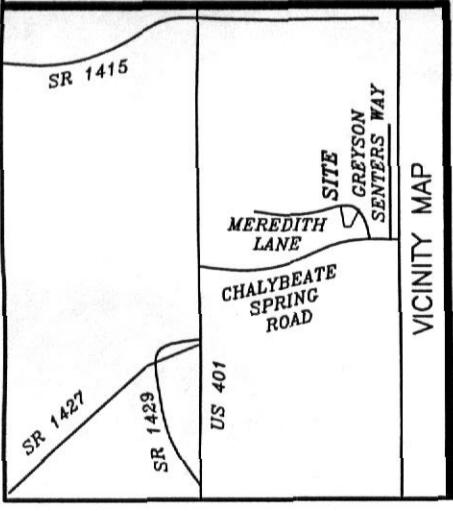 SR 1415
SITE
GREYSON
SENTERS WAY
MEREDITH
LANE
CHALYBEATE
SPRING
ROAD
US 401
SR 1427
SR 1429
VICINITY MAP